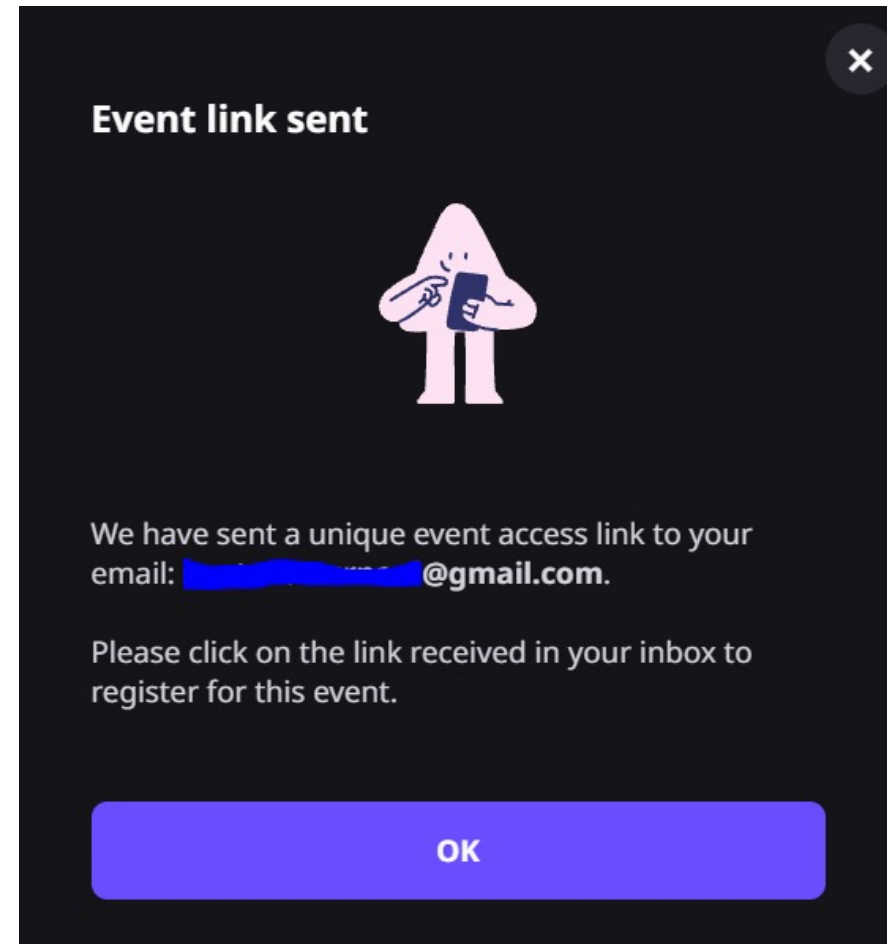 Event link sent
We have sent a unique event access link to your
email: @gmail.com.
Please click on the link received in your inbox to
register for this event.
OK